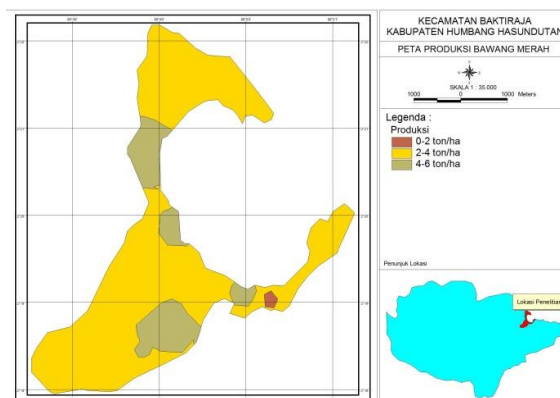 KECAMATAN BAKTIRAJA
KABUPATEN HUMBANG HASUNDUTAN
PETA PRODUKSI BAWANG MERAH
SKALA 1 : 35.000
1000 0 1000 Meters
Legenda :
Produksi
0-2 ton/ha
2-4 ton/ha
4-6 ton/ha
Penunjuk Lokasi
Lokasi Penelitian